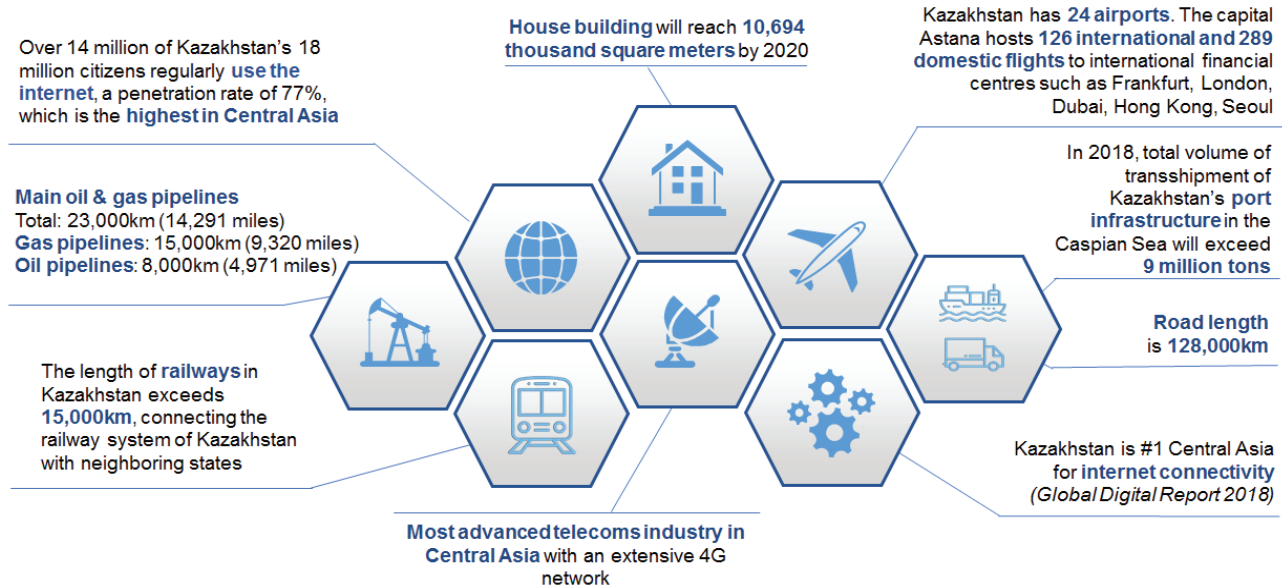 Over 14 million of Kazakhstan's 18
million citizens regularly use the
internet, a penetration rate of 77%,
which is the highest in Central Asia
House building will reach 10,694
thousand square meters by 2020
Kazakhstan has 24 airports. The capital
Astana hosts 126 international and 289
domestic flights to international financial
centres such as Frankfurt, London,
Dubai, Hong Kong, Seoul
Main oil & gas pipelines
Total: 23,000km (14,291 miles)
Gas pipelines: 15,000km (9,320 miles)
Oil pipelines: 8,000km (4,971 miles)
In 2018, total volume of
transshipment of
Kazakhstan's port
infrastructure in the
Caspian Sea will exceed
9 million tons
Road length
is 128,000km
The length of railways in
Kazakhstan exceeds
15,000km, connecting the
railway system of Kazakhstan
with neighboring states
Kazakhstan is #1 Central Asia
for internet connectivity
(Global Digital Report 2018)
Most advanced telecoms industry in
Central Asia with an extensive 4G
network